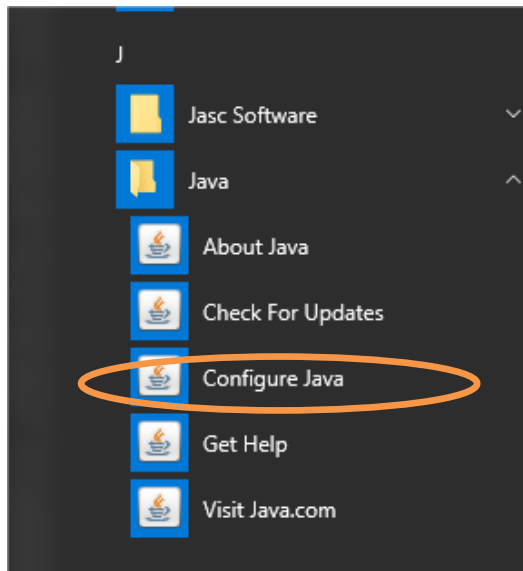 J
Jasc Software
Java
About Java
Check For Updates
Configure Java
Get Help
Visit Java.com